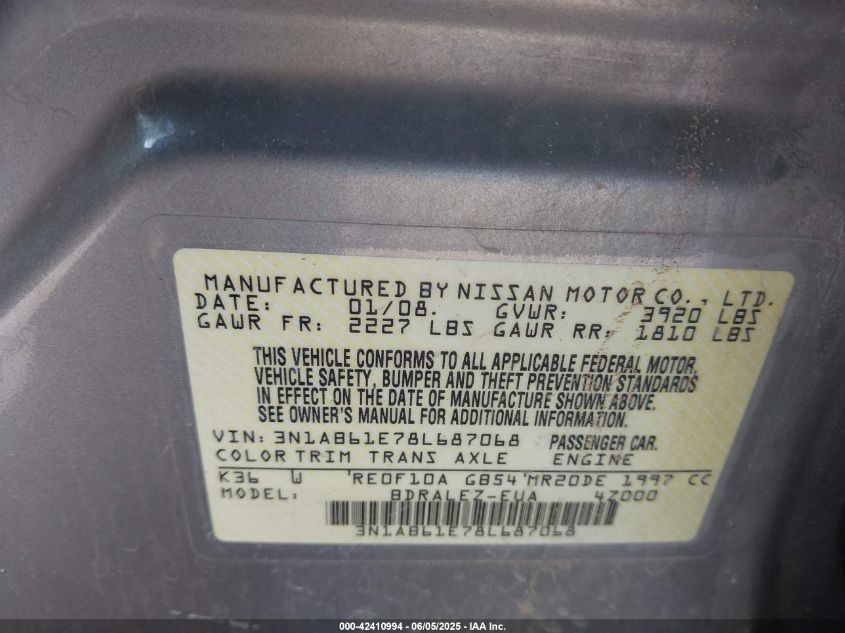 MANUFACTURED BY NISSAN MOTOR CO., LTD.
DATE: 01/08. GVWR: 3920 LBS
GAWR FR: 2227 LBS GAWR RR: 1810 LBS
THIS VEHICLE CONFORMS TO ALL APPLICABLE FEDERAL MOTOR
VEHICLE SAFETY, BUMPER AND THEFT PREVENTION STANDARDS
IN EFFECT ON THE DATE OF MANUFACTURE SHOWN ABOVE.
SEE OWNER'S MANUAL FOR ADDITIONAL INFORMATION.
VIN: 3N1AB61E78L687068 PASSENGER CAR.
COLOR TRIM TRANS AXLE ENGINE
K36 W 'RE0F10A GB54'MR20DE 1997 CC
MODEL: BDRALEZ-EUA 4Z000
3N1AB61E78L687068
000-42410994 - 06/05/2025 - IAA Inc.